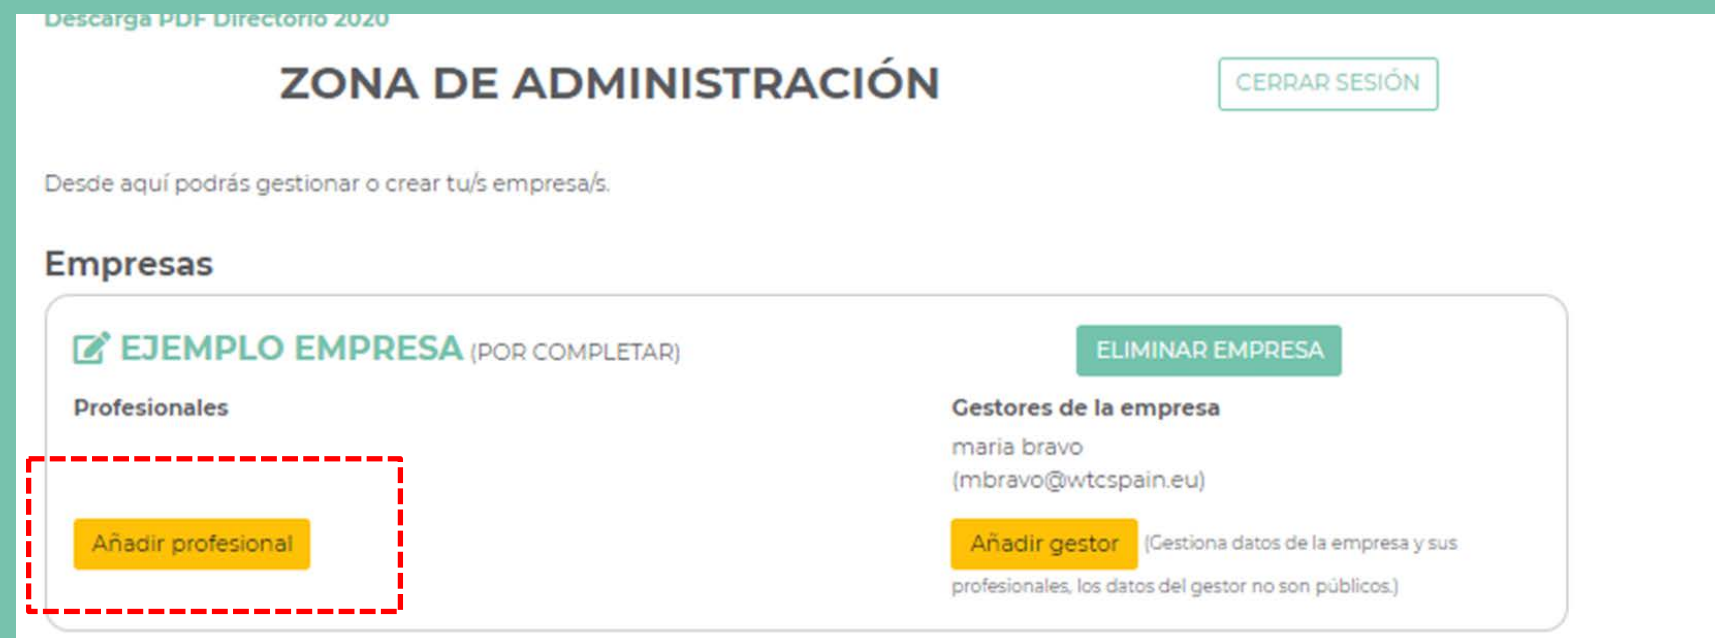 Descarga PDF Directorio 2020
ZONA DE ADMINISTRACIÓN
CERRAR SESIÓN
Desde aquí podrás gestionar o crear tu/s empresa/s.
Empresas
EJEMPLO EMPRESA (POR COMPLETAR)
ELIMINAR EMPRESA
Profesionales
Gestores de la empresa
maria bravo
(mbravo@wtcspain.eu)
Añadir profesional
Añadir gestor (Gestiona datos de la empresa y sus
profesionales, los datos del gestor no son públicos.)